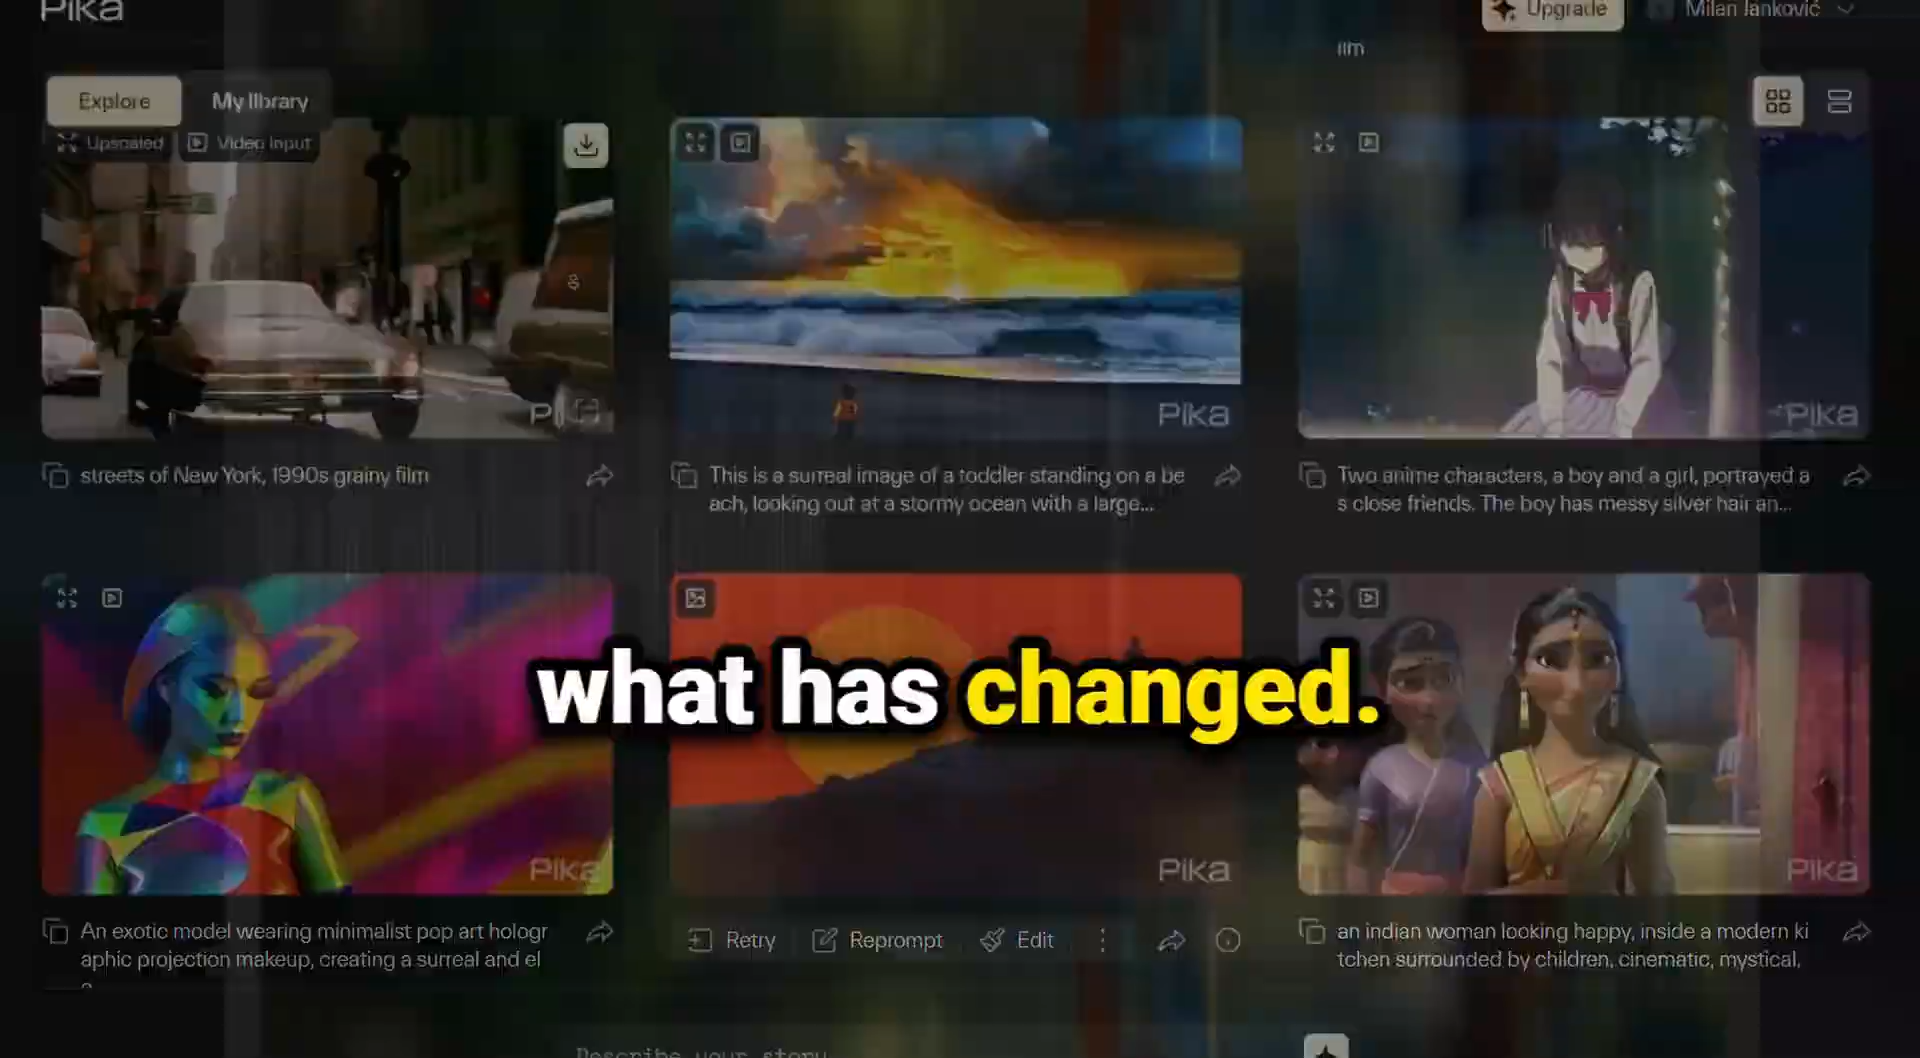 Pika
Upgrade
Milan Janković
ilm
Explore
My library
Upscaled
Video Input
Pika
Pika
Pika
streets of New York, 1990s grainy film
This is a surreal image of a toddler standing on a be
ach, looking out at a stormy ocean with a large...
Two anime characters, a boy and a girl, portrayed a
s close friends. The boy has messy silver hair an...
what has changed.
Pika
Pika
Pika
An exotic model wearing minimalist pop art hologr
aphic projection makeup, creating a surreal and el
Retry
Reprompt
Edit
an indian woman looking happy, inside a modern ki
tchen surrounded by children, cinematic, mystical,
Describe your story